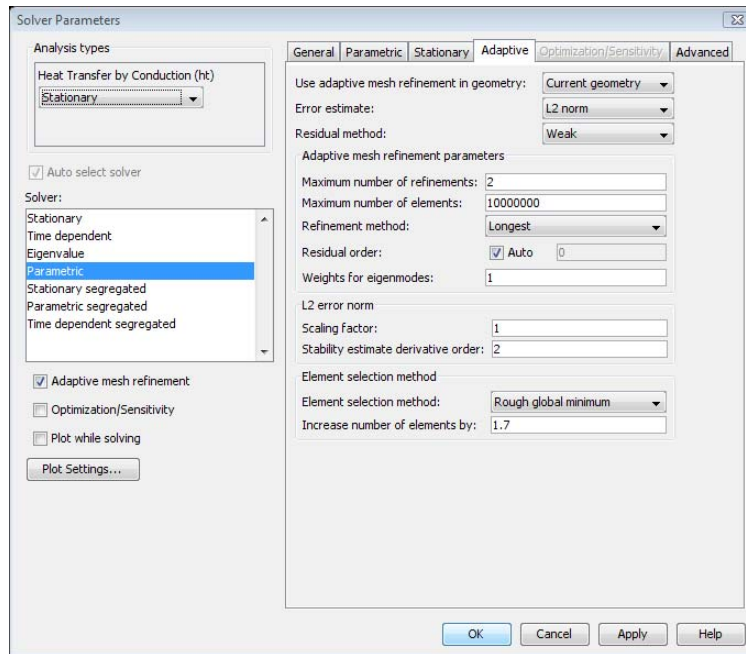 Solver Parameters
Analysis types
Heat Transfer by Conduction (ht)
Stationary
Auto select solver
Solver:
Stationary
Time dependent
Eigenvalue
Parametric
Stationary segregated
Parametric segregated
Time dependent segregated
Adaptive mesh refinement
Optimization/Sensitivity
Plot while solving
Plot Settings...
General Parametric Stationary Adaptive Optimization/Sensitivity Advanced
Use adaptive mesh refinement in geometry: Current geometry
Error estimate: L2 norm
Residual method: Weak
Adaptive mesh refinement parameters
Maximum number of refinements: 2
Maximum number of elements: 10000000
Refinement method: Longest
Residual order: Auto 0
Weights for eigenmodes: 1
L2 error norm
Scaling factor: 1
Stability estimate derivative order: 2
Element selection method
Element selection method: Rough global minimum
Increase number of elements by: 1.7
OK Cancel Apply Help